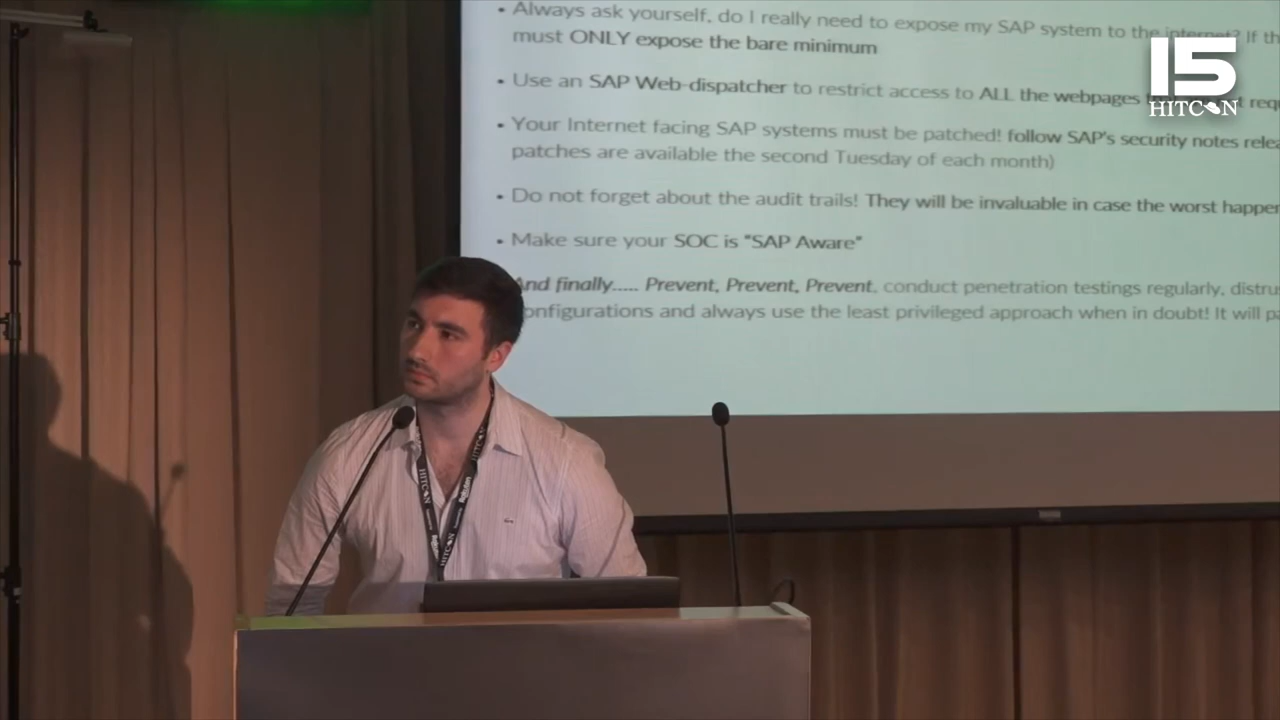 • Always ask yourself, do I really need to expose my SAP system to the internet? If th
must ONLY expose the bare minimum
• Use an SAP Web-dispatcher to restrict access to ALL the webpages
• Your Internet facing SAP systems must be patched! follow SAP's security notes
patches are available the second Tuesday of each month)
• Do not forget about the audit trails! They will be invaluable in case the worst happen
• Make sure your SOC is "SAP Aware"
And finally..... Prevent, Prevent, Prevent, conduct penetration testings regularly,
onfigurations and always use the least privileged approach when in doubt! It will
15
HITCON
HITCON
Rakuten
HITCON